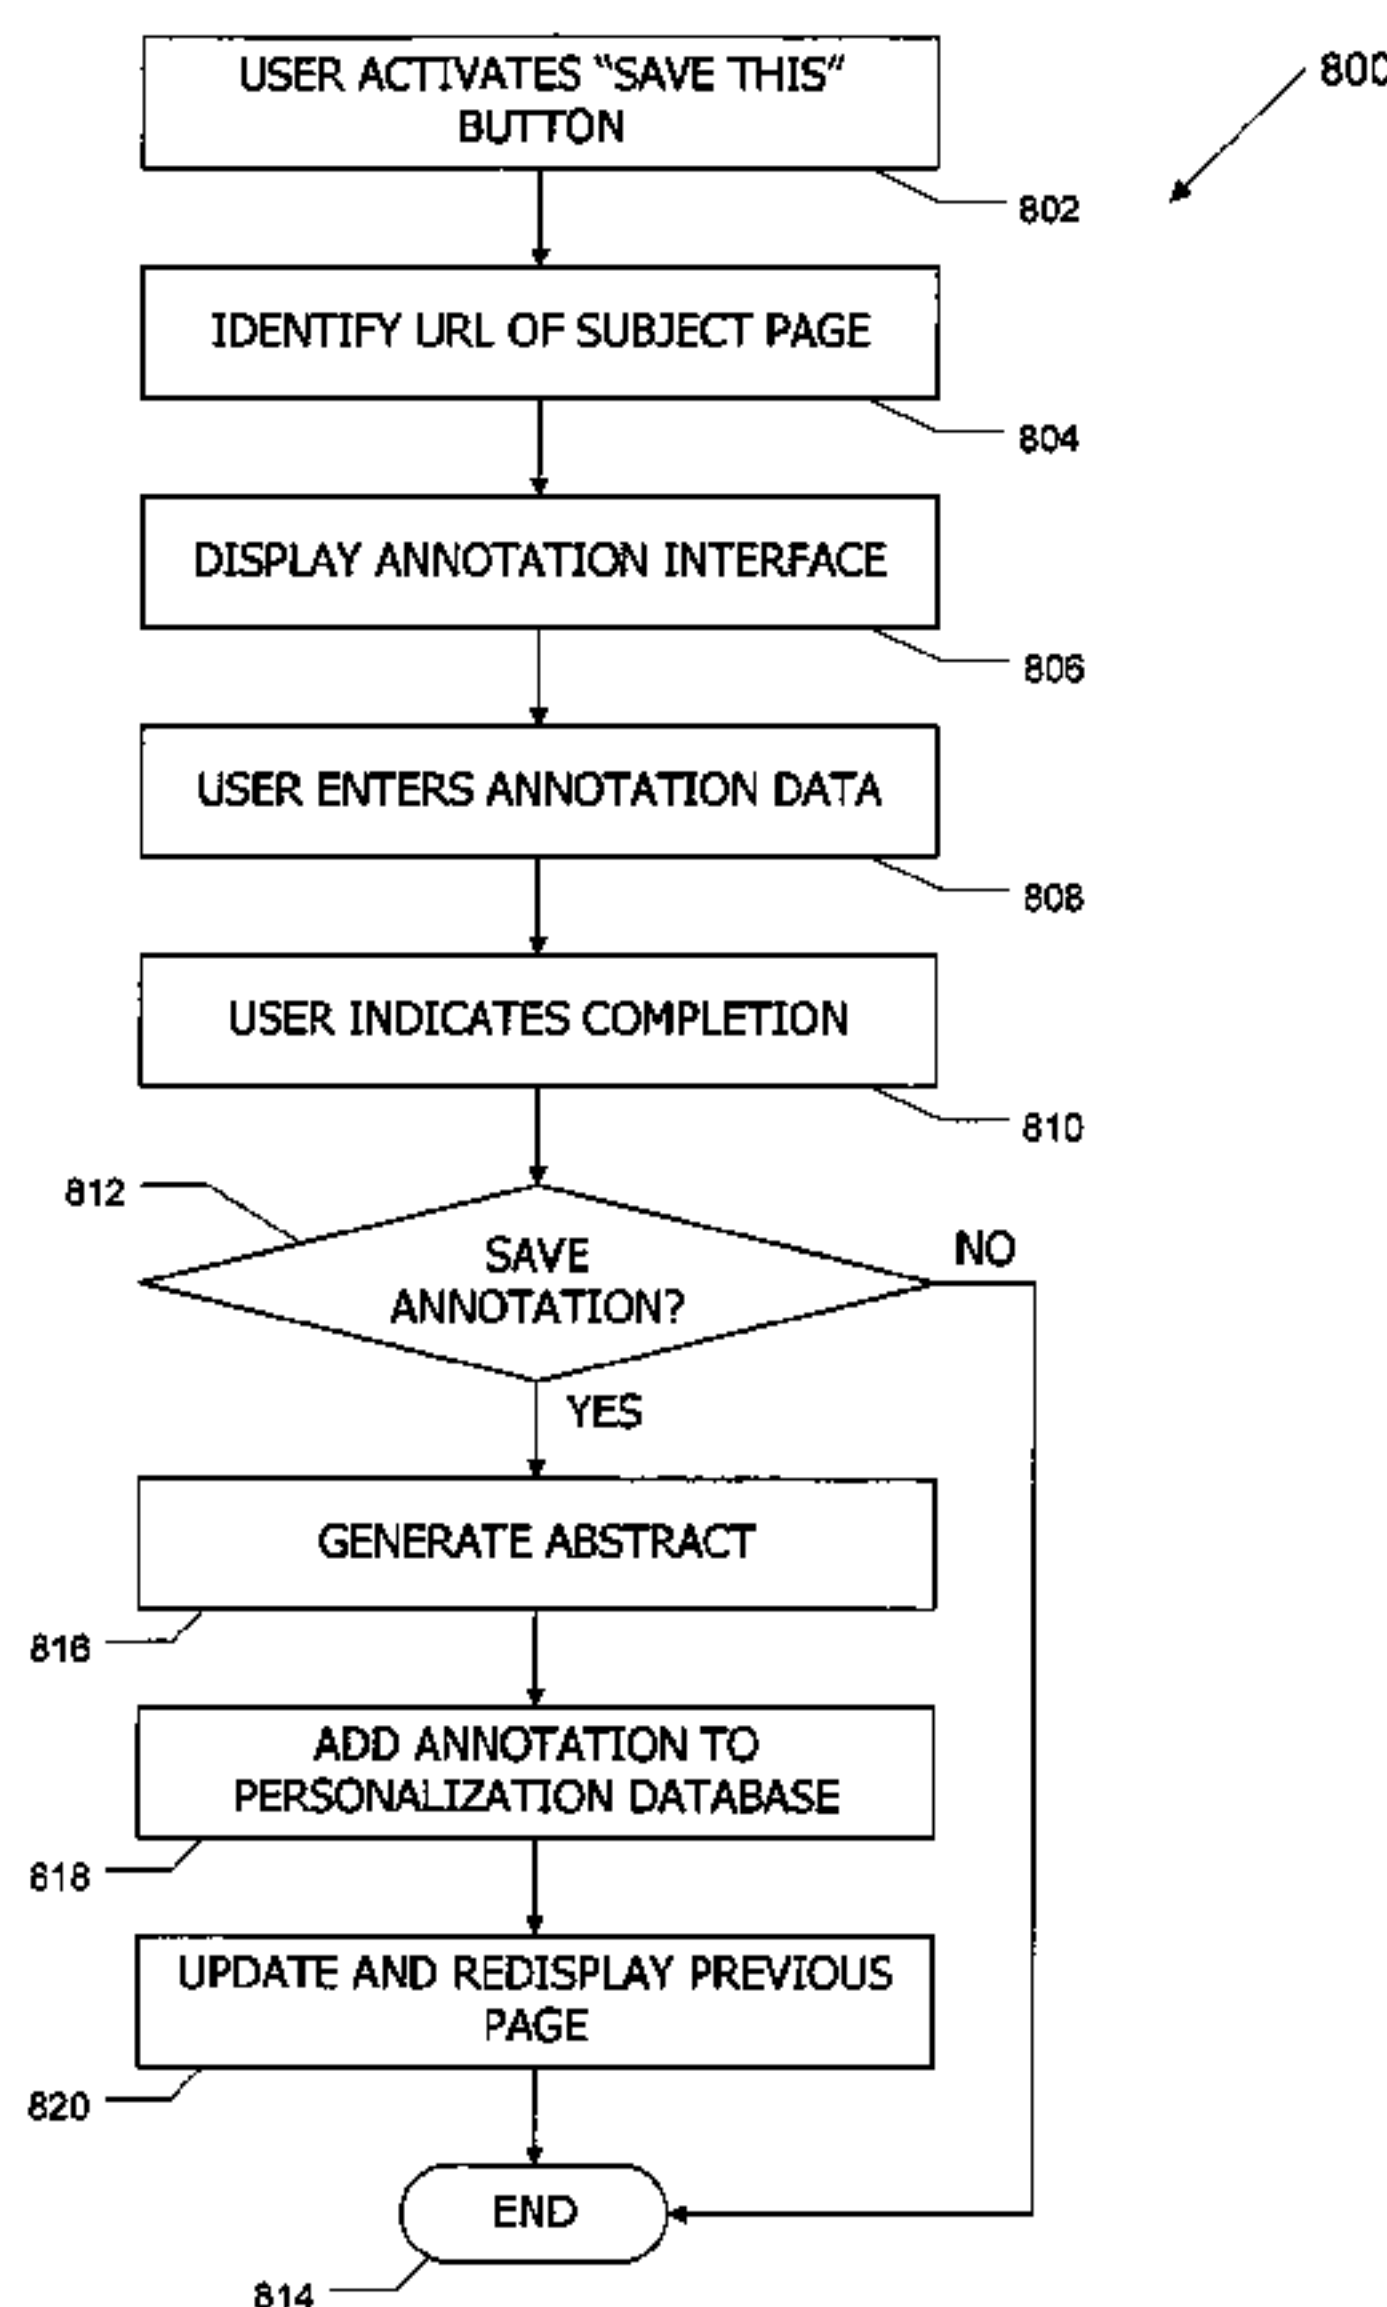 USER ACTIVATES “SAVE THIS”
BUTTON
800
802
IDENTIFY URL OF SUBJECT PAGE
804
DISPLAY ANNOTATION INTERFACE
806
USER ENTERS ANNOTATION DATA
808
USER INDICATES COMPLETION
810
812
SAVE
ANNOTATION?
NO
YES
GENERATE ABSTRACT
816
ADD ANNOTATION TO
PERSONALIZATION DATABASE
818
UPDATE AND REDISPLAY PREVIOUS
PAGE
820
END
814